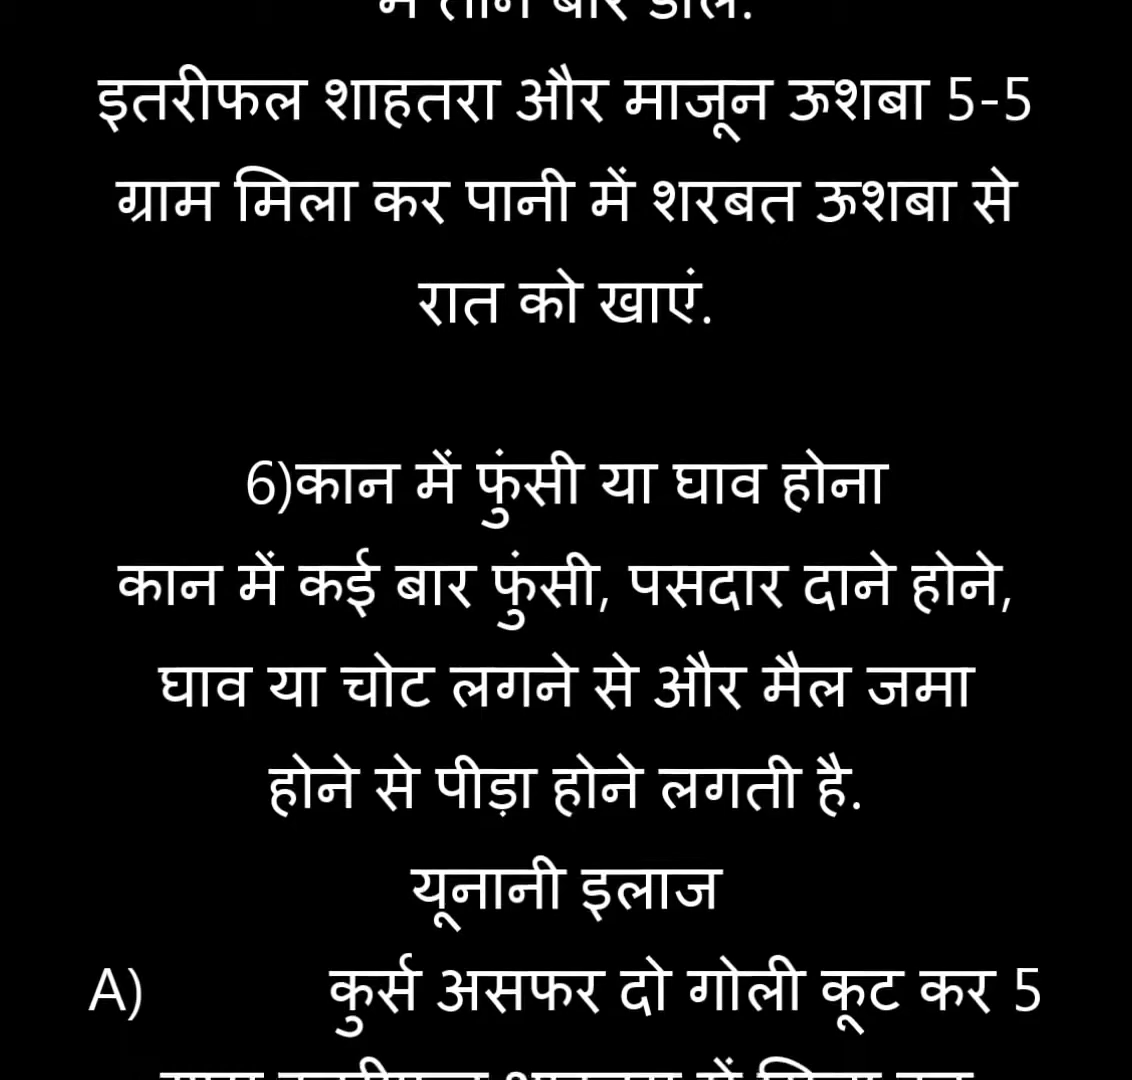 में तीन बार डालें.
इतरीफल शाहतरा और माजून ऊशबा 5-5
ग्राम मिला कर पानी में शरबत ऊशबा से
रात को खाएं.
6)कान में फुंसी या घाव होना
कान में कई बार फुंसी, पसदार दाने होने,
घाव या चोट लगने से और मैल जमा
होने से पीड़ा होने लगती है.
यूनानी इलाज
A) कुर्स असफर दो गोली कूट कर 5